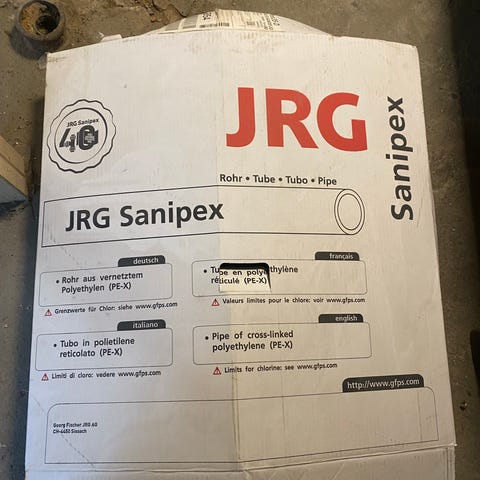 JRG Sanipex
40
JRG
Sanipex
Rohr • Tube • Tubo • Pipe
JRG Sanipex
deutsch
• Rohr aus vernetztem
Polyethylen (PE-X)
Grenzwerte für Chlor: siehe www.gfps.com
français
• Tube en polyethylène
réticulé (PE-X)
Valeurs limites pour le chlore: voir www.gfps.com
italiano
• Tubo in polietilene
reticolato (PE-X)
Limiti di cloro: vedere www.gfps.com
english
• Pipe of cross-linked
polyethylene (PE-X)
Limits for chlorine: see www.gfps.com
http://www.gfps.com
Georg Fischer JRG AG
CH-4450 Sissach